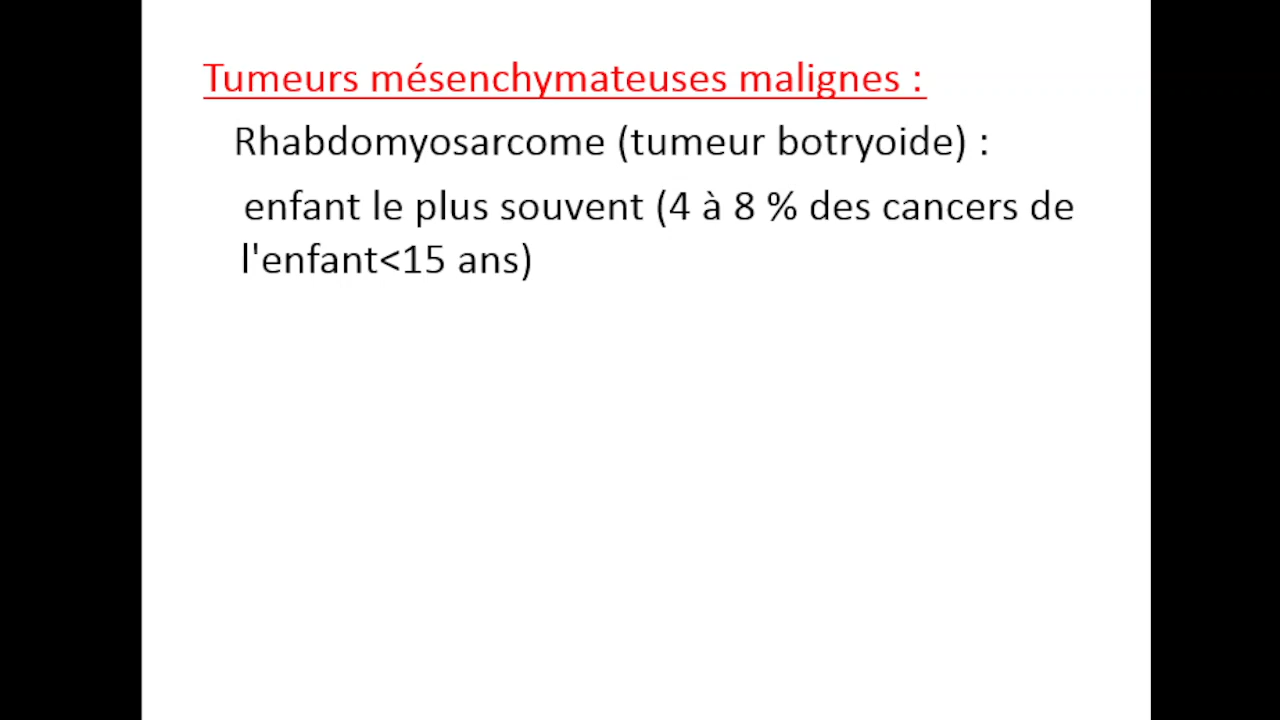 Tumeurs mésenchymateuses malignes :
Rhabdomyosarcome (tumeur botryoide) :
enfant le plus souvent (4 à 8 % des cancers de
l'enfant<15 ans)